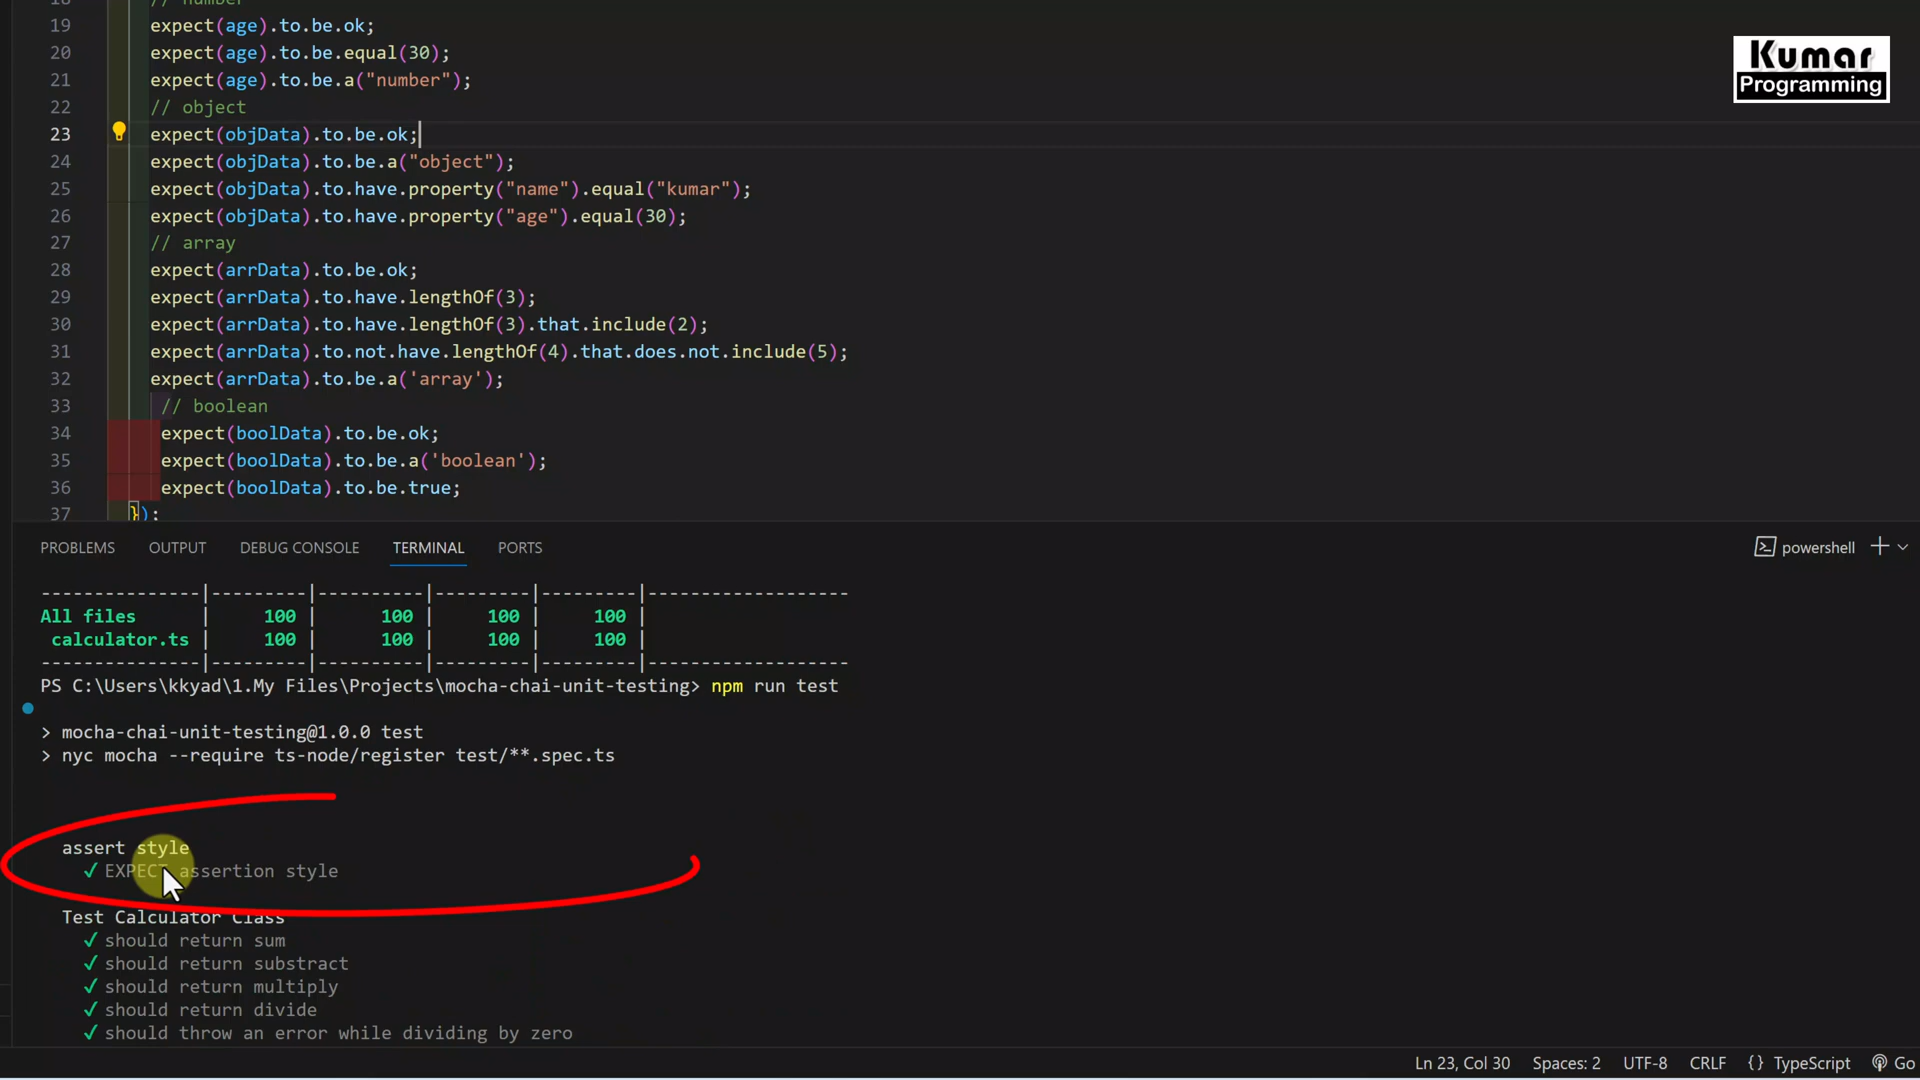 18 // number
19 expect(age).to.be.ok;
20 expect(age).to.be.equal(30);
21 expect(age).to.be.a("number");
22 // object
23 expect(objData).to.be.ok;
24 expect(objData).to.be.a("object");
25 expect(objData).to.have.property("name").equal("kumar");
26 expect(objData).to.have.property("age").equal(30);
27 // array
28 expect(arrData).to.be.ok;
29 expect(arrData).to.have.lengthOf(3);
30 expect(arrData).to.have.lengthOf(3).that.include(2);
31 expect(arrData).to.not.have.lengthOf(4).that.does.not.include(5);
32 expect(arrData).to.be.a('array');
33 // boolean
34 expect(boolData).to.be.ok;
35 expect(boolData).to.be.a('boolean');
36 expect(boolData).to.be.true;
37 });
Kumar
Programming
PROBLEMS OUTPUT DEBUG CONSOLE TERMINAL PORTS powershell
---------------|---------|----------|---------|---------|-------------------
All files | 100 | 100 | 100 | 100 |
calculator.ts | 100 | 100 | 100 | 100 |
---------------|---------|----------|---------|---------|-------------------
PS C:\Users\kkyad\1.My Files\Projects\mocha-chai-unit-testing> npm run test
> mocha-chai-unit-testing@1.0.0 test
> nyc mocha --require ts-node/register test/**.spec.ts
assert style
✓ EXPECT assertion style
Test Calculator Class
✓ should return sum
✓ should return substract
✓ should return multiply
✓ should return divide
✓ should throw an error while dividing by zero
Ln 23, Col 30 Spaces: 2 UTF-8 CRLF {} TypeScript Go